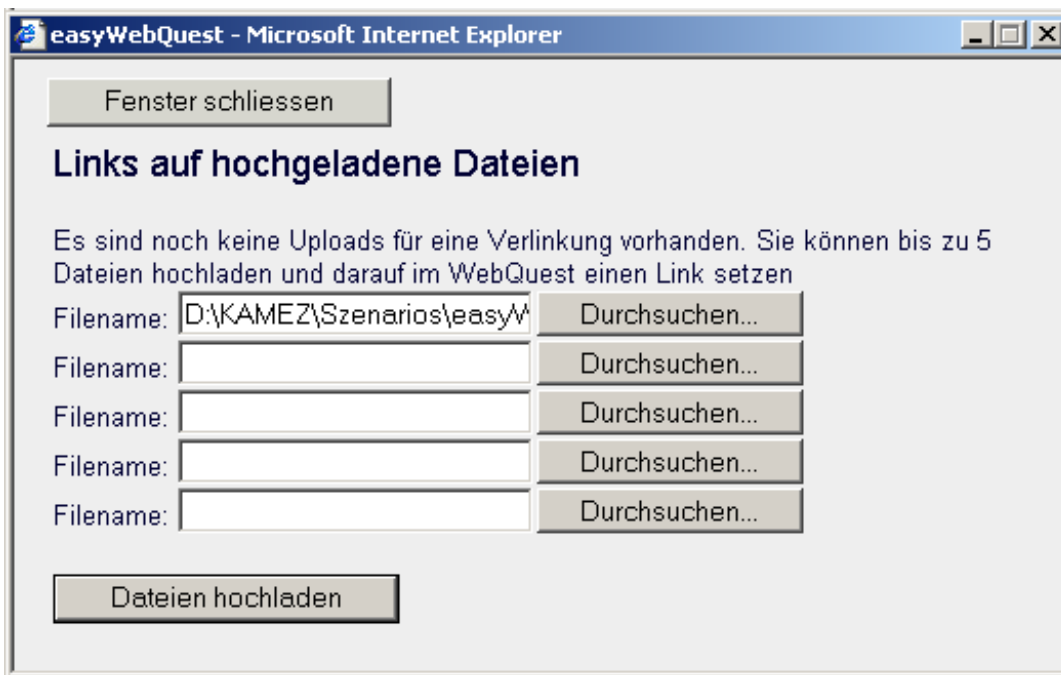 easyWebQuest - Microsoft Internet Explorer
Fenster schliessen
Links auf hochgeladene Dateien
Es sind noch keine Uploads für eine Verlinkung vorhanden. Sie können bis zu 5
Dateien hochladen und darauf im WebQuest einen Link setzen
Filename: D:\KAMEZ\Szenarios\easyW Durchsuchen...
Filename: Durchsuchen...
Filename: Durchsuchen...
Filename: Durchsuchen...
Filename: Durchsuchen...
Dateien hochladen